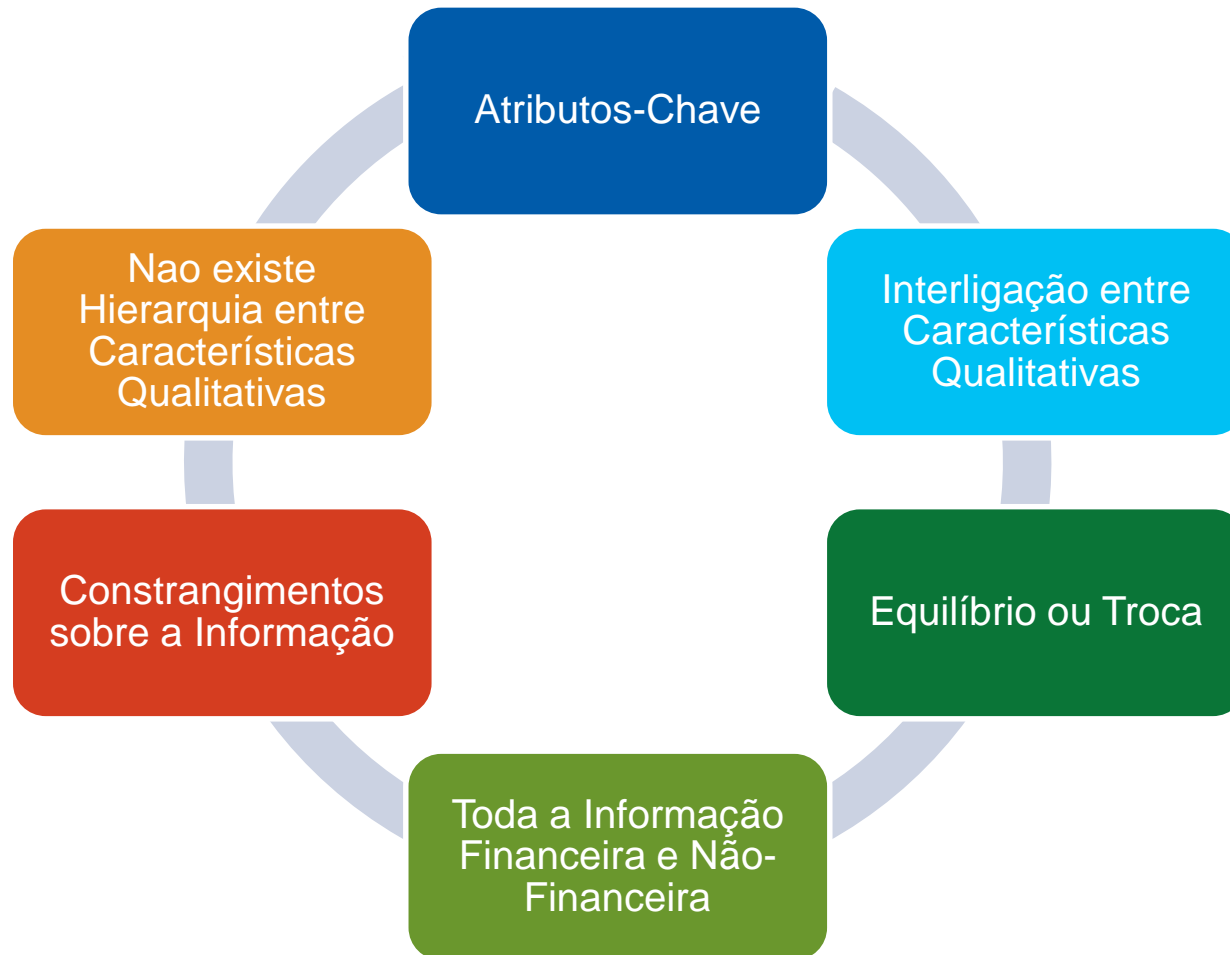 Atributos-Chave
Interligação entre
Características
Qualitativas
Equilíbrio ou Troca
Toda a Informação
Financeira e Não-
Financeira
Constrangimentos
sobre a Informação
Nao existe
Hierarquia entre
Características
Qualitativas